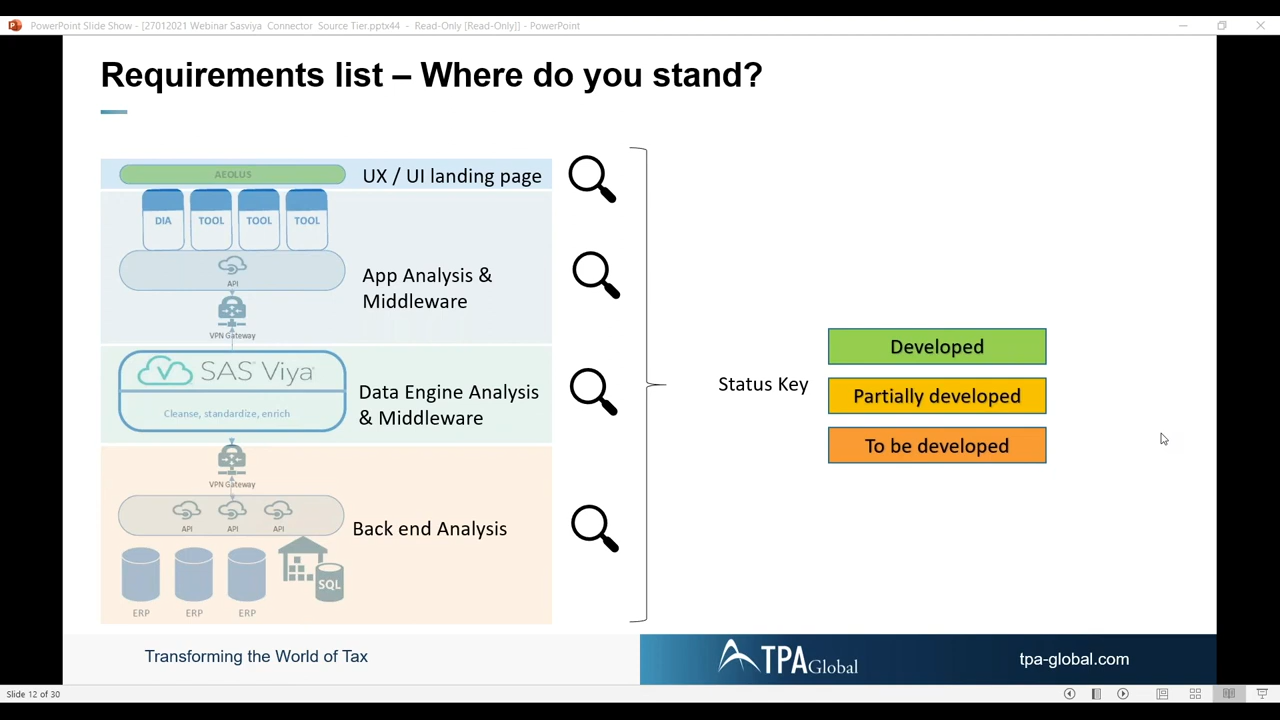 PowerPoint Slide Show - [27012021 Webinar Sasviya Connector Source Tier.pptx44 - Read-Only [Read-Only]] - PowerPoint
Requirements list – Where do you stand?
AEOLUS
UX / UI landing page
DIA
TOOL
TOOL
TOOL
API
App Analysis &
Middleware
VPN Gateway
SAS Viya
Cleanse, standardize, enrich
Data Engine Analysis
& Middleware
VPN Gateway
API
API
API
Back end Analysis
SQL
ERP
ERP
ERP
Status Key
Developed
Partially developed
To be developed
Transforming the World of Tax
TPA Global
tpa-global.com
Slide 12 of 30